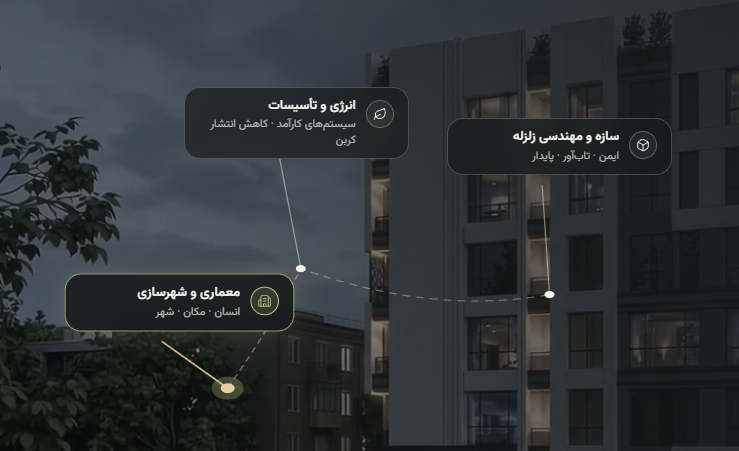 انرژی و تأسیسات
سیستم‌های کارآمد · کاهش انتشار
کربن
سازه و مهندسی زلزله
ایمن · تاب‌آور · پایدار
معماری و شهرسازی
انسان · مکان · شهر